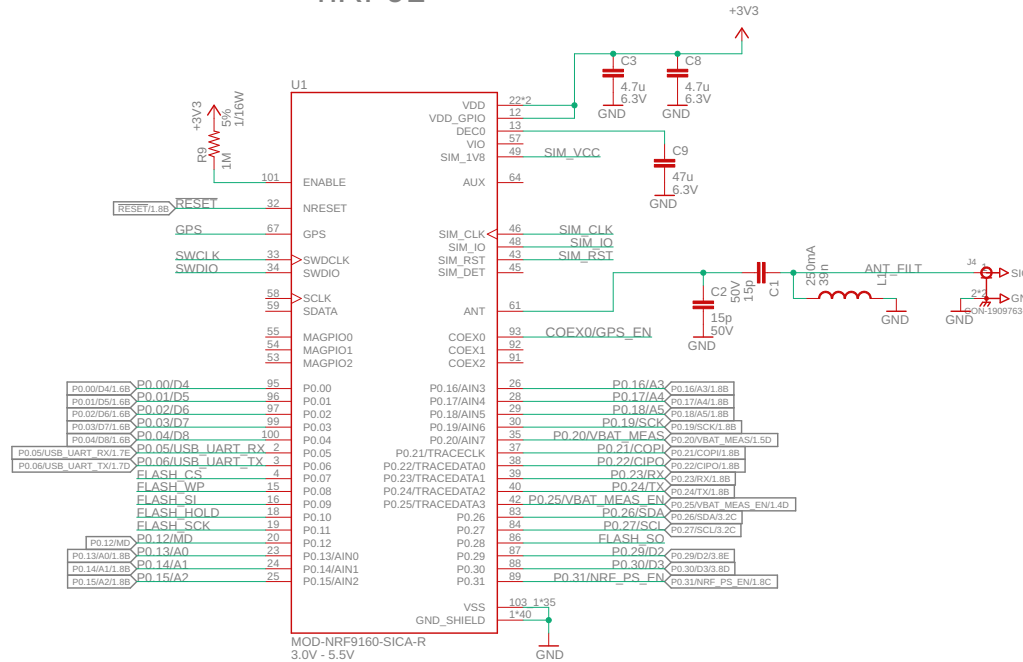 +3V3
U1
C3
4.7u
6.3V
GND
C8
4.7u
6.3V
GND
+3V3
5%
1/16W
R9
1M
VDD 22*2
VDD_GPIO 12
DEC0 13
VIO 57
SIM_1V8 49 SIM_VCC
C9
47u
6.3V
GND
101 ENABLE
AUX 64
RESET/1.8B RESET 32 NRESET
GPS 67 GPS
SIM_CLK 46 SIM_CLK
SIM_IO 48 SIM_IO
SWCLK 33 SWDCLK
SIM_RST 43 SIM_RST
SWDIO 34 SWDIO
SIM_DET 45
58 SCLK
59 SDATA
ANT 61
C2
15p
50V
GND
50V
15p
C1
250mA
39n
L1
GND
ANT_FILT
J4
1
2*2
GND
CON-1909763
55 MAGPIO0
54 MAGPIO1
53 MAGPIO2
COEX0 93 COEX0/GPS_EN
COEX1 92
COEX2 91
P0.00/D4/1.6B P0.00/D4 95 P0.00
P0.01/D5/1.6B P0.01/D5 96 P0.01
P0.02/D6/1.6B P0.02/D6 97 P0.02
P0.03/D7/1.6B P0.03/D7 99 P0.03
P0.04/D8/1.6B P0.04/D8 100 P0.04
P0.05/USB_UART_RX/1.7E P0.05/USB_UART_RX 2 P0.05
P0.06/USB_UART_TX/1.7D P0.06/USB_UART_TX 3 P0.06
FLASH_CS 4 P0.07
FLASH_WP 15 P0.08
FLASH_SI 16 P0.09
FLASH_HOLD 18 P0.10
FLASH_SCK 19 P0.11
P0.12/MD P0.12/MD 20 P0.12
P0.13/A0/1.8B P0.13/A0 23 P0.13/AIN0
P0.14/A1/1.8B P0.14/A1 24 P0.14/AIN1
P0.15/A2/1.8B P0.15/A2 25 P0.15/AIN2
P0.16/AIN3 26 P0.16/A3 P0.16/A3/1.8B
P0.17/AIN4 28 P0.17/A4 P0.17/A4/1.8B
P0.18/AIN5 29 P0.18/A5 P0.18/A5/1.8B
P0.19/AIN6 30 P0.19/SCK P0.19/SCK/1.8B
P0.20/AIN7 35 P0.20/VBAT_MEAS P0.20/VBAT_MEAS/1.5D
P0.21/TRACECLK 37 P0.21/COPI P0.21/COPI/1.8B
P0.22/TRACEDATA0 38 P0.22/CIPO P0.22/CIPO/1.8B
P0.23/TRACEDATA1 39 P0.23/RX P0.23/RX/1.8B
P0.24/TRACEDATA2 40 P0.24/TX P0.24/TX/1.8B
P0.25/TRACEDATA3 42 P0.25/VBAT_MEAS_EN P0.25/VBAT_MEAS_EN/1.4D
P0.26 83 P0.26/SDA P0.26/SDA/3.2C
P0.27 84 P0.27/SCL P0.27/SCL/3.2C
P0.28 86 FLASH_SO
P0.29 87 P0.29/D2 P0.29/D2/3.8E
P0.30 88 P0.30/D3 P0.30/D3/3.8D
P0.31 89 P0.31/NRF_PS_EN P0.31/NRF_PS_EN/1.8C
VSS 103 1*35
GND_SHIELD 1*40
GND
MOD-NRF9160-SICA-R
3.0V - 5.5V